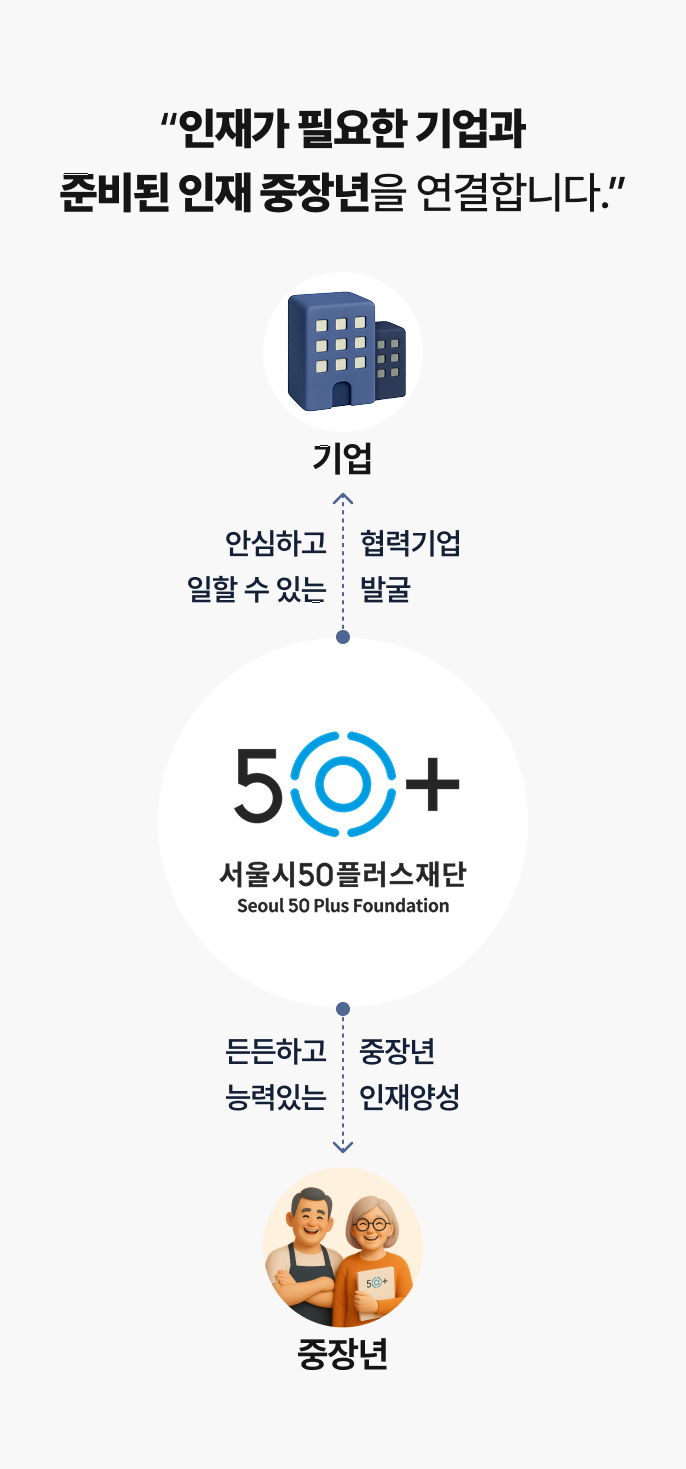 “인재가 필요한 기업과
준비된 인재 중장년을 연결합니다.”
기업
안심하고 협력기업
일할 수 있는 발굴
50+
서울시50플러스재단
Seoul 50 Plus Foundation
든든하고 중장년
능력있는 인재양성
50+
중장년